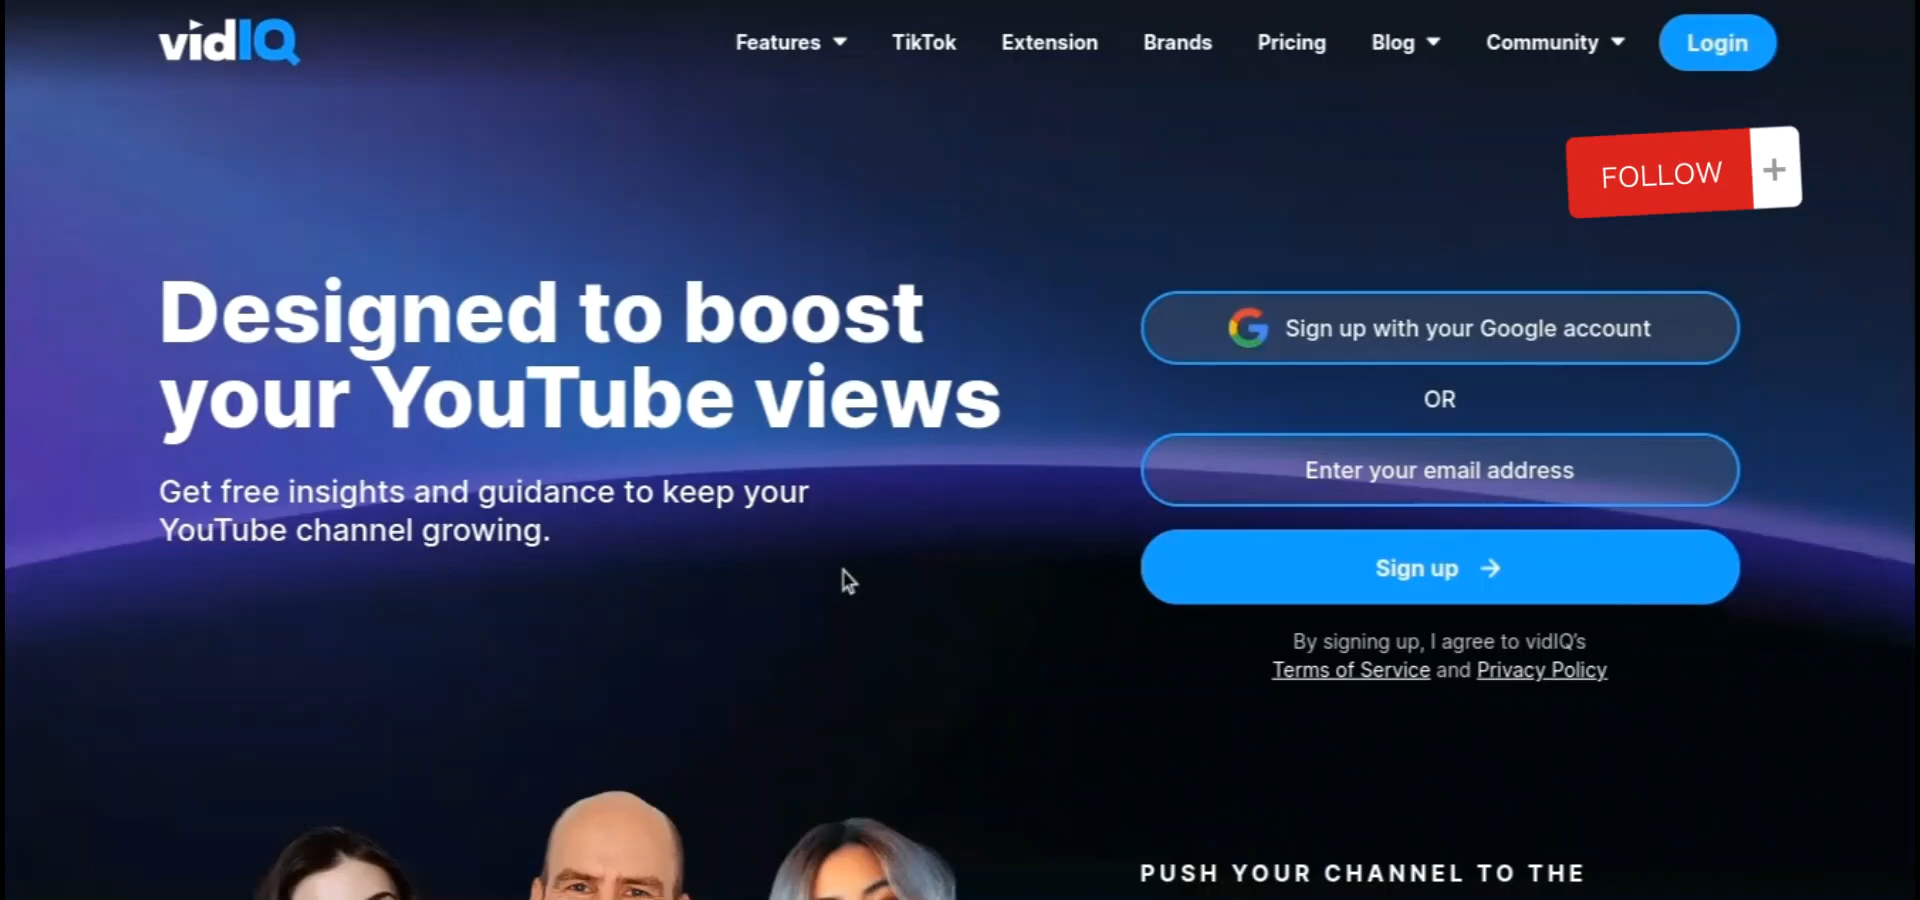 vidIQ
Features TikTok Extension Brands Pricing Blog Community Login
FOLLOW +
Designed to boost
your YouTube views
Get free insights and guidance to keep your
YouTube channel growing.
Sign up with your Google account
OR
Enter your email address
Sign up →
By signing up, I agree to vidIQ's
Terms of Service and Privacy Policy
PUSH YOUR CHANNEL TO THE